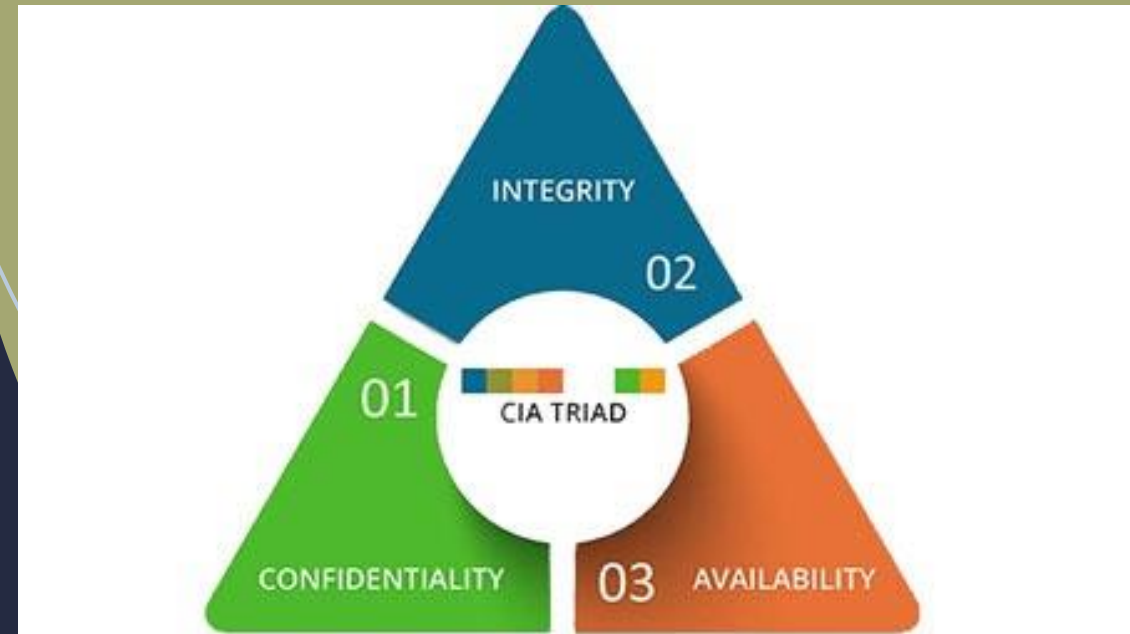 INTEGRITY
02
01
CIA TRIAD
CONFIDENTIALITY
03 AVAILABILITY